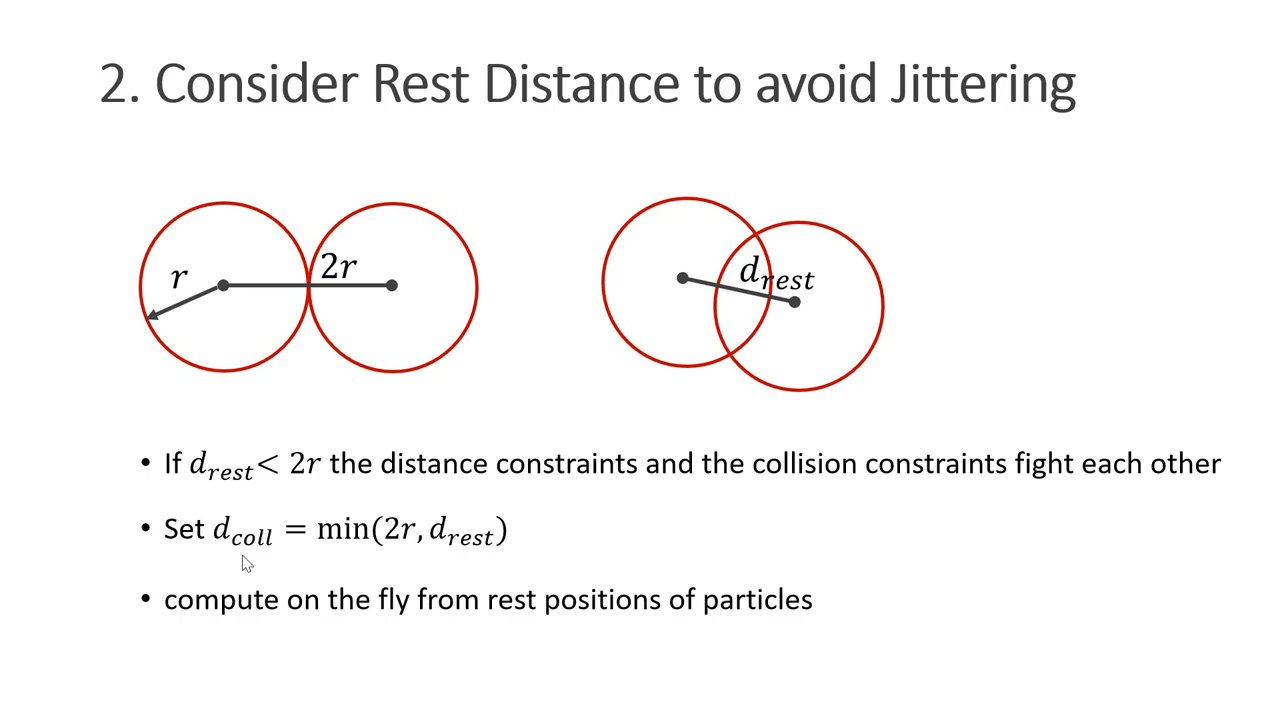 2. Consider Rest Distance to avoid Jittering
r
2r
d_rest
• If d_rest < 2r the distance constraints and the collision constraints fight each other
• Set d_coll = min(2r, d_rest)
• compute on the fly from rest positions of particles